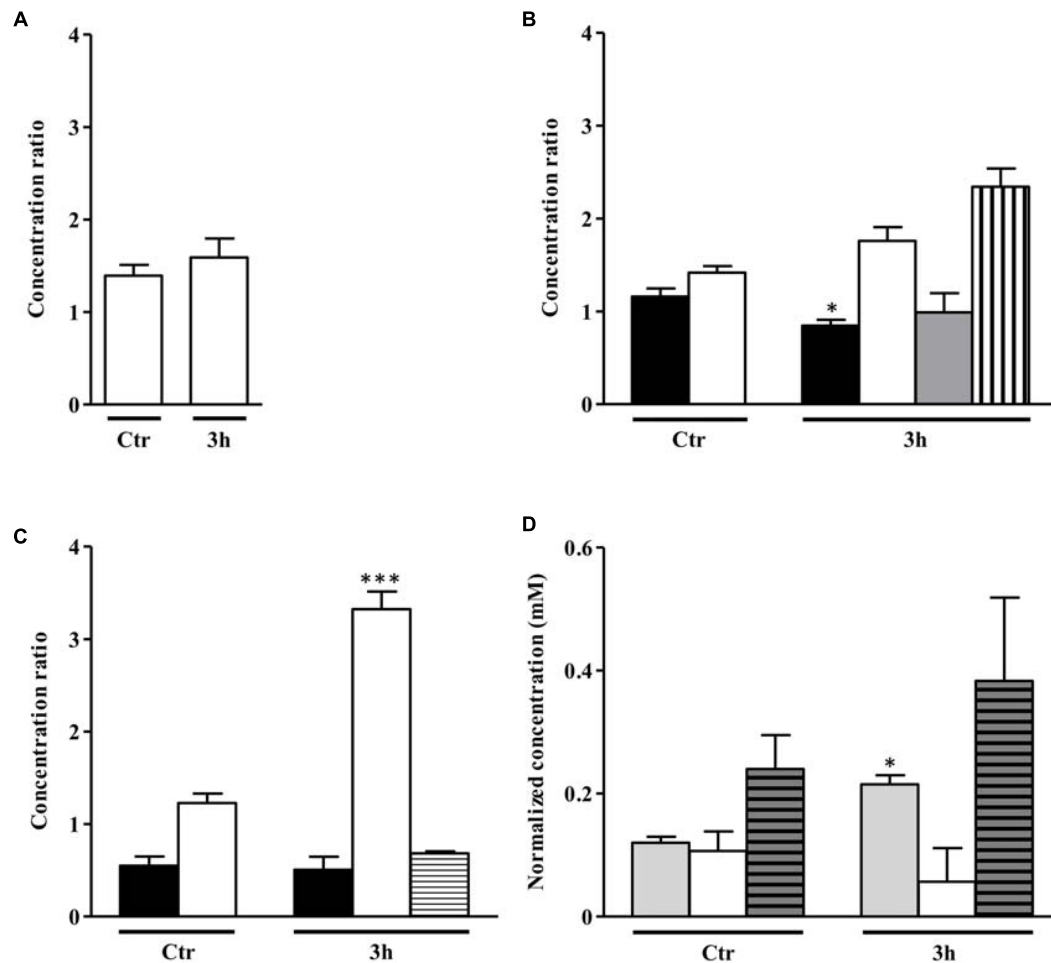 A
4
3
2
1
0
Concentration ratio
Ctr
3h
B
4
3
2
1
0
Concentration ratio
*
Ctr
3h
C
4
3
2
1
0
Concentration ratio
***
Ctr
3h
D
0.6
0.4
0.2
0
Normalized concentration (mM)
*
Ctr
3h